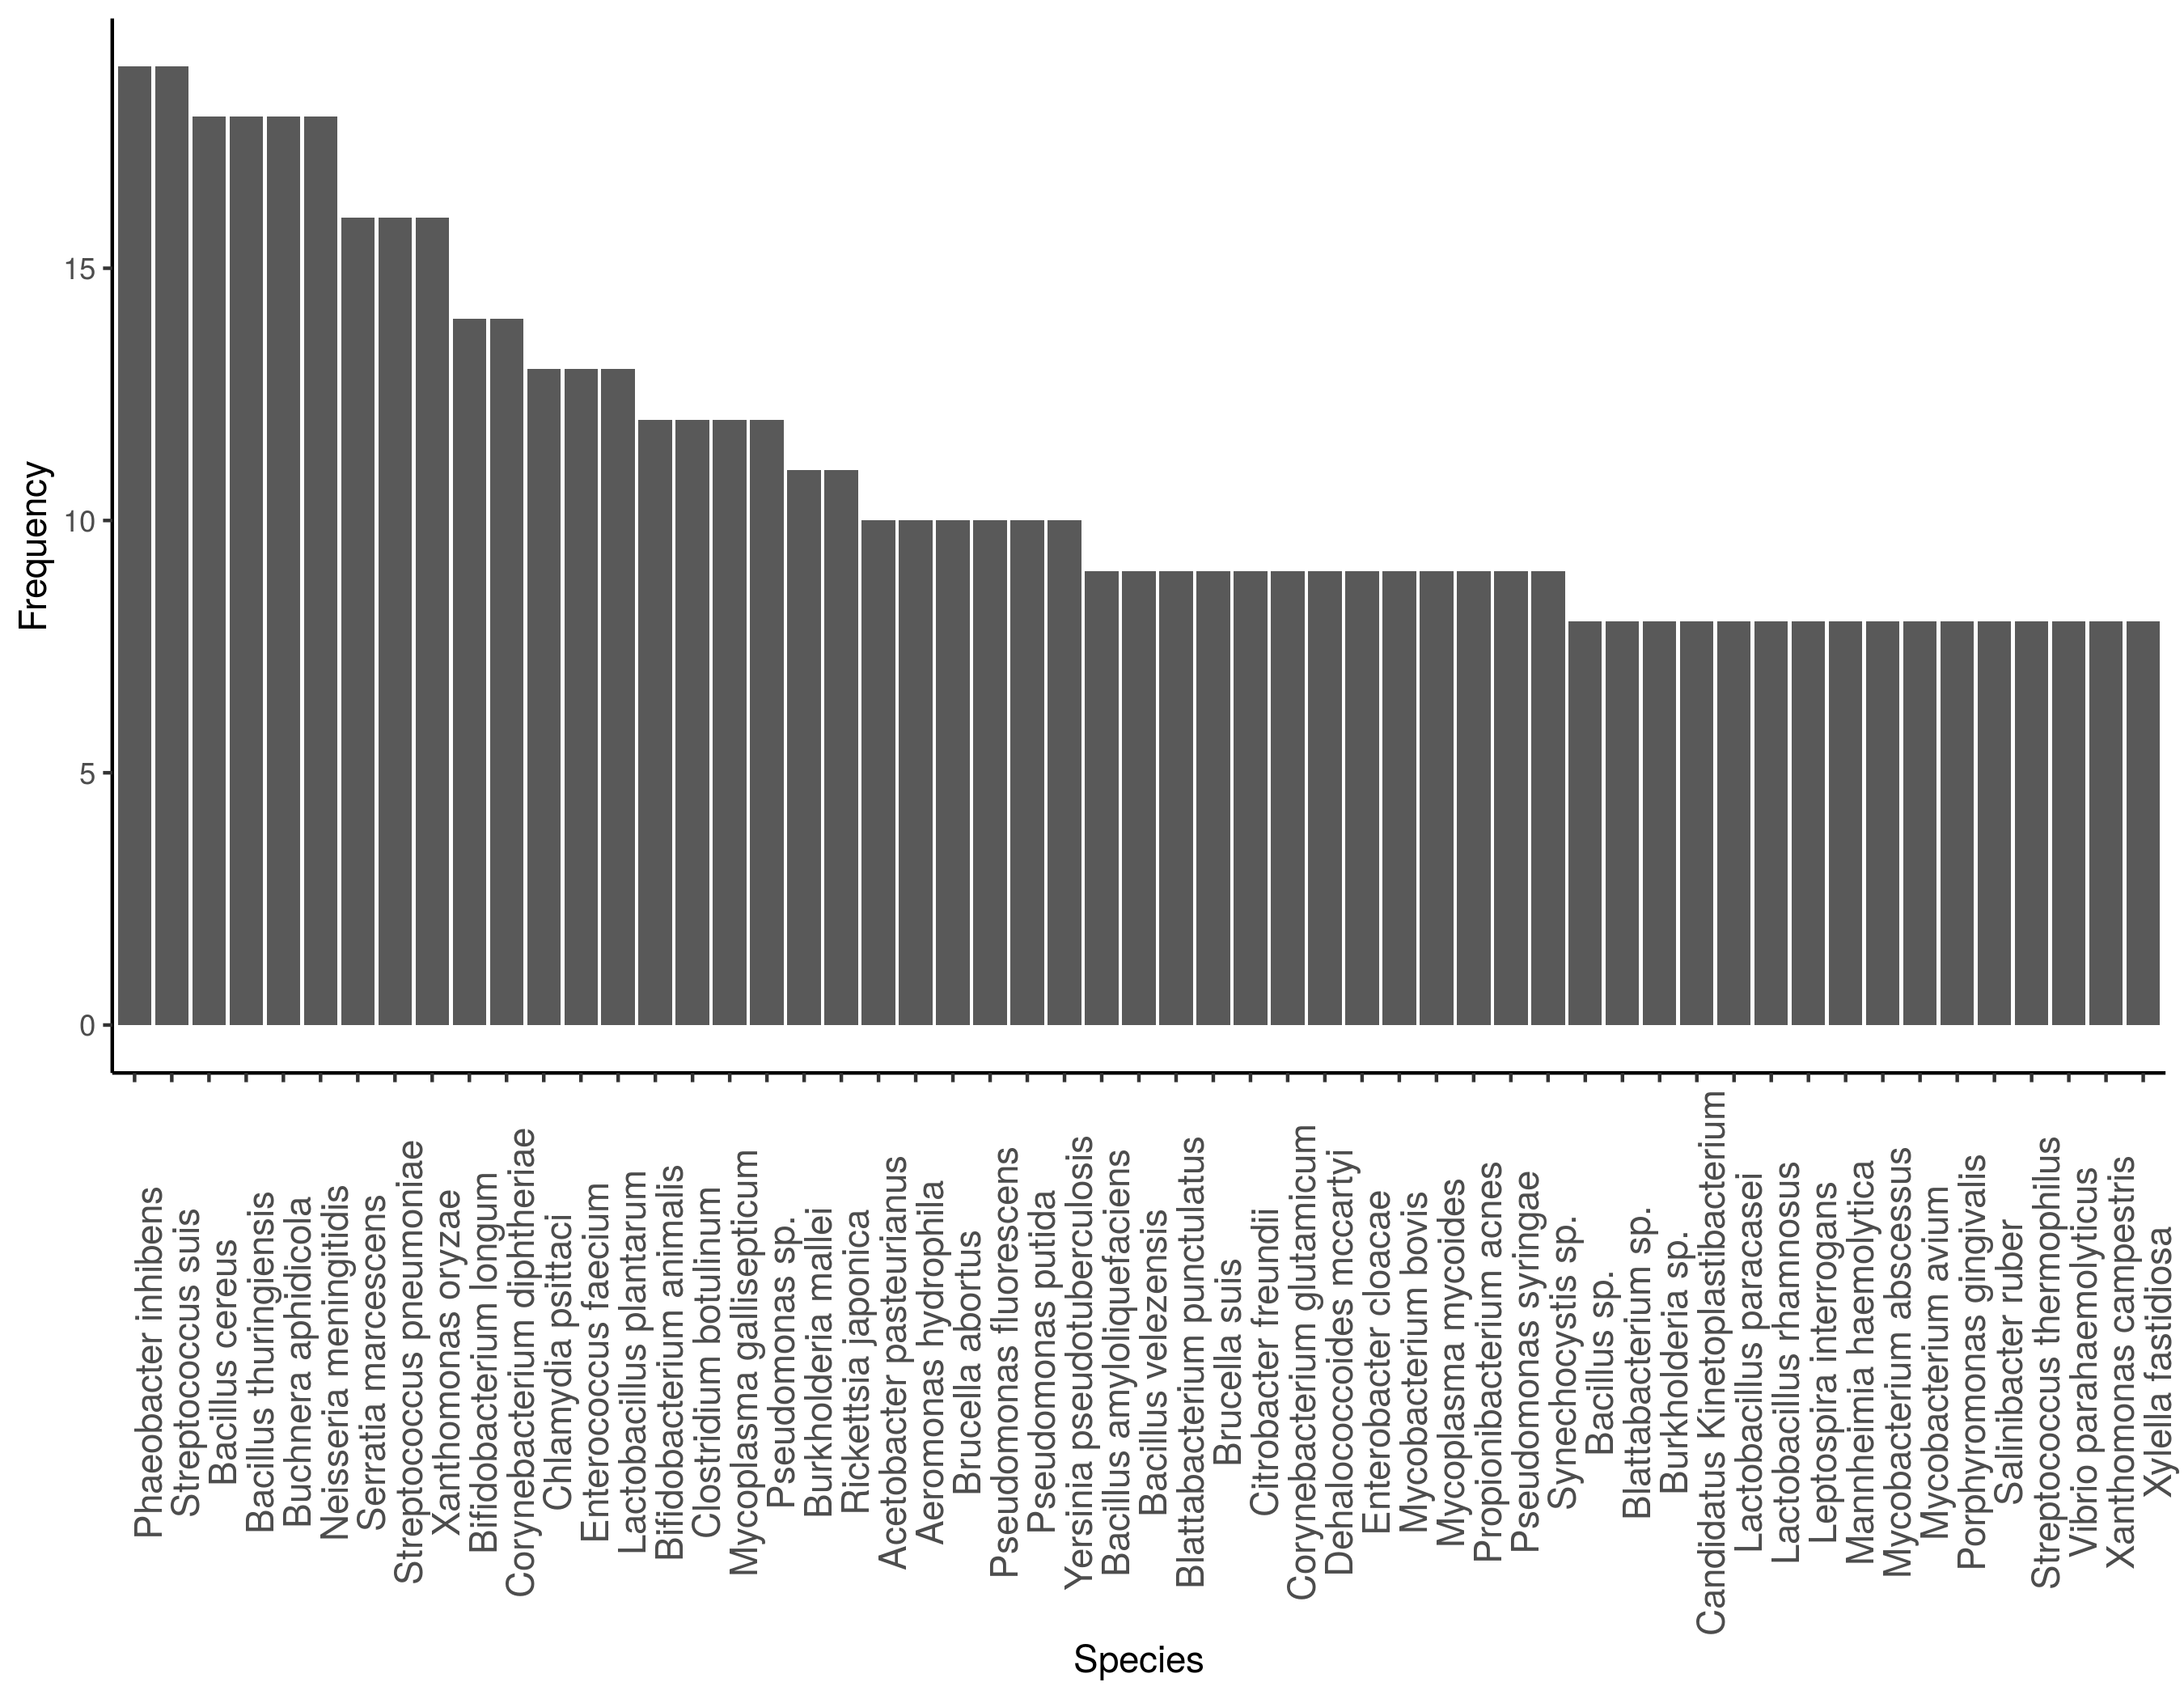 Frequency
15
10
5
0
Phaeobacter inhibens
Streptococcus suis
Bacillus cereus
Bacillus thuringiensis
Buchnera aphidicola
Neisseria meningitidis
Serratia marcescens
Streptococcus pneumoniae
Xanthomonas oryzae
Bifidobacterium longum
Corynebacterium diphtheriae
Chlamydia psittaci
Enterococcus faecium
Lactobacillus plantarum
Bifidobacterium animalis
Clostridium botulinum
Mycoplasma gallisepticum
Pseudomonas sp.
Burkholderia mallei
Rickettsia japonica
Acetobacter pasteurianus
Aeromonas hydrophila
Brucella abortus
Pseudomonas fluorescens
Pseudomonas putida
Yersinia pseudotuberculosis
Bacillus amyloliquefaciens
Bacillus velezensis
Blattabacterium punctulatus
Brucella suis
Citrobacter freundii
Corynebacterium glutamicum
Dehalococcoides mccartyi
Enterobacter cloacae
Mycobacterium bovis
Mycoplasma mycoides
Propionibacterium acnes
Pseudomonas syringae
Synechocystis sp.
Bacillus sp.
Blattabacterium sp.
Burkholderia sp.
Candidatus Kinetoplastibacterium
Lactobacillus paracasei
Lactobacillus rhamnosus
Leptospira interrogans
Mannheimia haemolytica
Mycobacterium abscessus
Mycobacterium avium
Porphyromonas gingivalis
Salinibacter ruber
Streptococcus thermophilus
Vibrio parahaemolyticus
Xanthomonas campestris
Xylella fastidiosa
Species